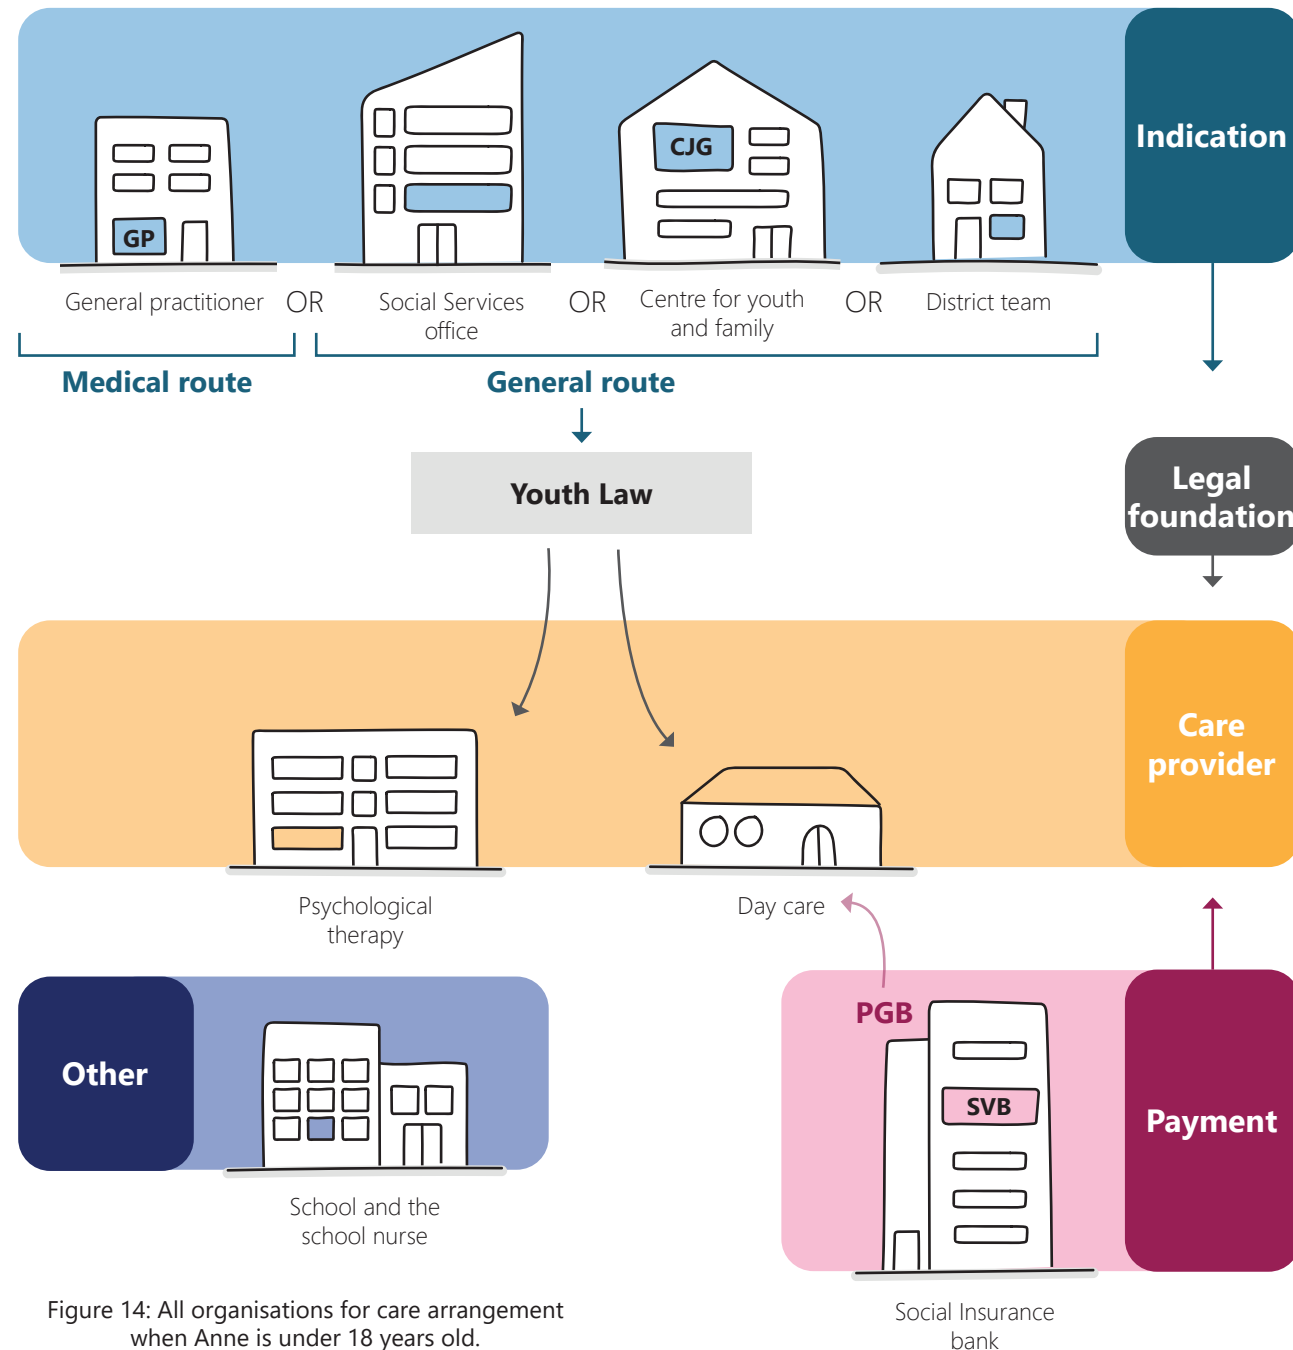 Indication
CJG
GP
General practitioner
OR
Social Services
office
OR
Centre for youth
and family
OR
District team
Medical route
General route
Youth Law
Legal
foundation
Care
provider
Psychological
therapy
Day care
PGB
Other
SVB
Payment
School and the
school nurse
Social Insurance
bank
Figure 14: All organisations for care arrangement
when Anne is under 18 years old.